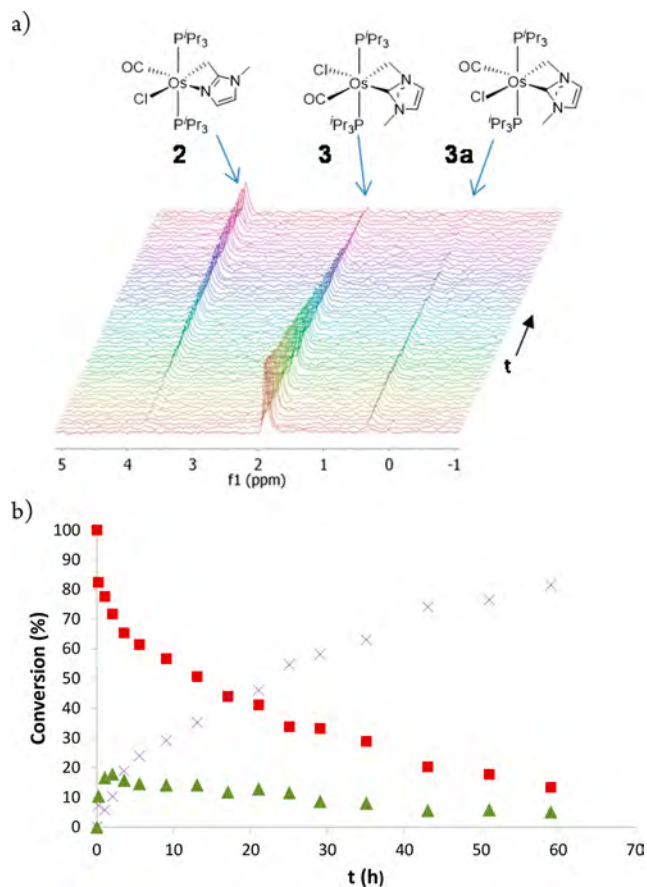 a)
PⁱPr₃ PⁱPr₃ PⁱPr₃
OC Os N N Cl Os N OC Os N
Cl N OC N Cl N
PⁱPr₃ ⁱPr₃P ⁱPr₃P
2 3 3a
t
5 4 3 2 1 0 -1
f1 (ppm)
b)
100
90
80
70
60
50
40
30
20
10
0
Conversion (%)
0 10 20 30 40 50 60 70
t (h)